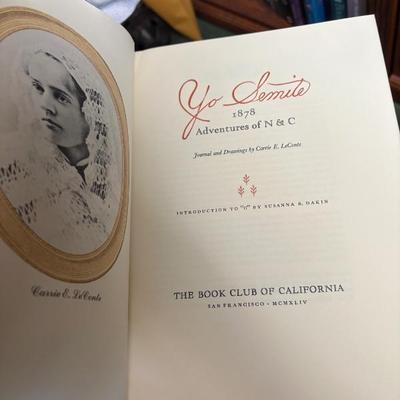 Carrie E. LeConte
Yo Semite
1878
Adventures of N & C
Journal and Drawings by Carrie E. LeConte
INTRODUCTION TO "C" BY SUSANNA B. DAKIN
THE BOOK CLUB OF CALIFORNIA
SAN FRANCISCO • MCMXLIV